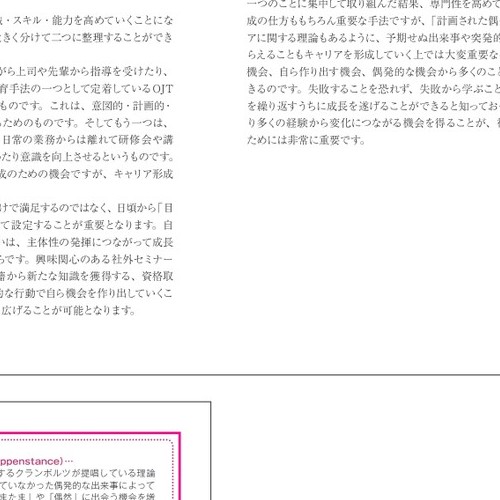 識・スキル・能力を高めていくことにな
きく分けて二つに整理することができ
がら上司や先輩から指導を受けたり、
育手法の一つとして定着しているOJT
ものです。これは、意図的・計画的・
ためのものです。そしてもう一つは、
日常の業務からは離れて研修会や講
たり意識を向上させるというものです。
成のための機会ですが、キャリア形成
けで満足するのではなく、日頃から「目
て設定することが重要となります。自
いは、主体性の発揮につながって成長
らです。興味関心のある社外セミナー
籍から新たな知識を獲得する、資格取
的な行動で自ら機会を作り出していくこ
広げることが可能となります。
一つのことに集中して取り組んだ結果、専門性を高めて
成の仕方ももちろん重要な手法ですが、「計画された偶
アに関する理論もあるように、予期せぬ出来事や突発的
らえることもキャリアを形成していく上では大変重要な
機会、自ら作り出す機会、偶発的な機会から多くのこと
きるのです。失敗することを恐れず、失敗から学ぶこと
を繰り返すうちに成長を遂げることができると知ってお
り多くの経験から変化につながる機会を得ることが、
ためには非常に重要です。
ppenstance)…
するクランボルツが提唱している理論
ていなかった偶発的な出来事によって
またま」や「偶然」に出会う機会を増